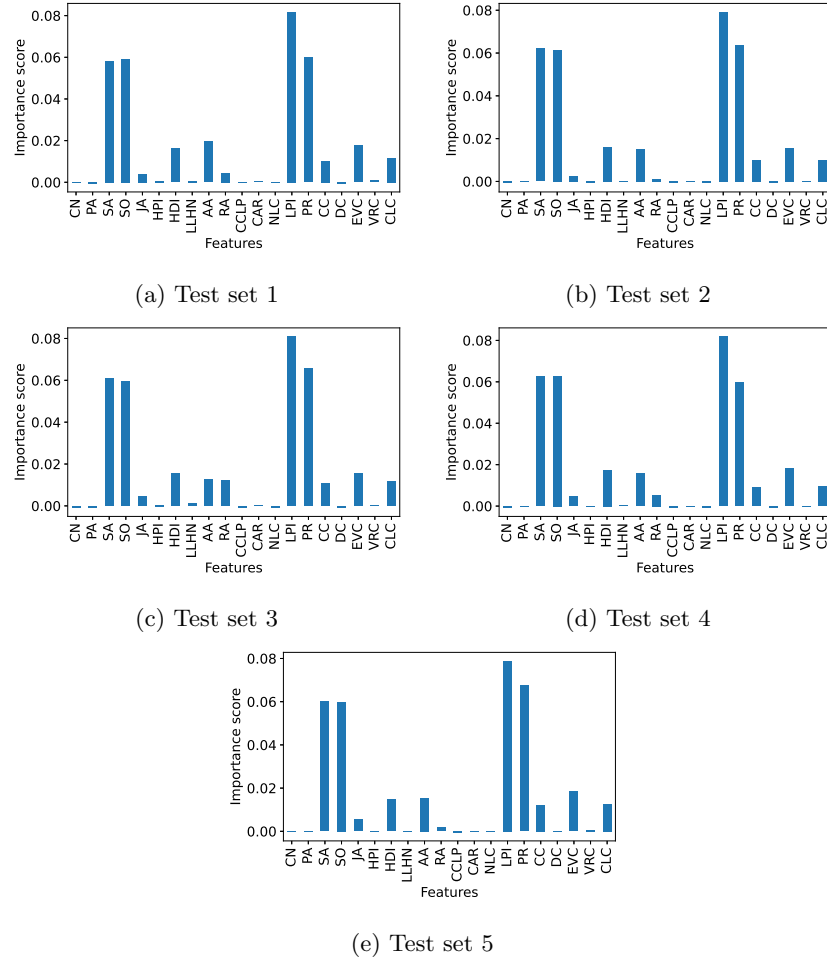 Importance score
0.08
0.06
0.04
0.02
0.00
CN PA SA SO JA HPI HDI LLHN AA RA CCLP CAR NLC LPI PR CC DC EVC VRC CLC
Features
(a) Test set 1
Importance score
0.08
0.06
0.04
0.02
0.00
CN PA SA SO JA HPI HDI LLHN AA RA CCLP CAR NLC LPI PR CC DC EVC VRC CLC
Features
(b) Test set 2
Importance score
0.08
0.06
0.04
0.02
0.00
CN PA SA SO JA HPI HDI LLHN AA RA CCLP CAR NLC LPI PR CC DC EVC VRC CLC
Features
(c) Test set 3
Importance score
0.08
0.06
0.04
0.02
0.00
CN PA SA SO JA HPI HDI LLHN AA RA CCLP CAR NLC LPI PR CC DC EVC VRC CLC
Features
(d) Test set 4
Importance score
0.08
0.06
0.04
0.02
0.00
CN PA SA SO JA HPI HDI LLHN AA RA CCLP CAR NLC LPI PR CC DC EVC VRC CLC
Features
(e) Test set 5